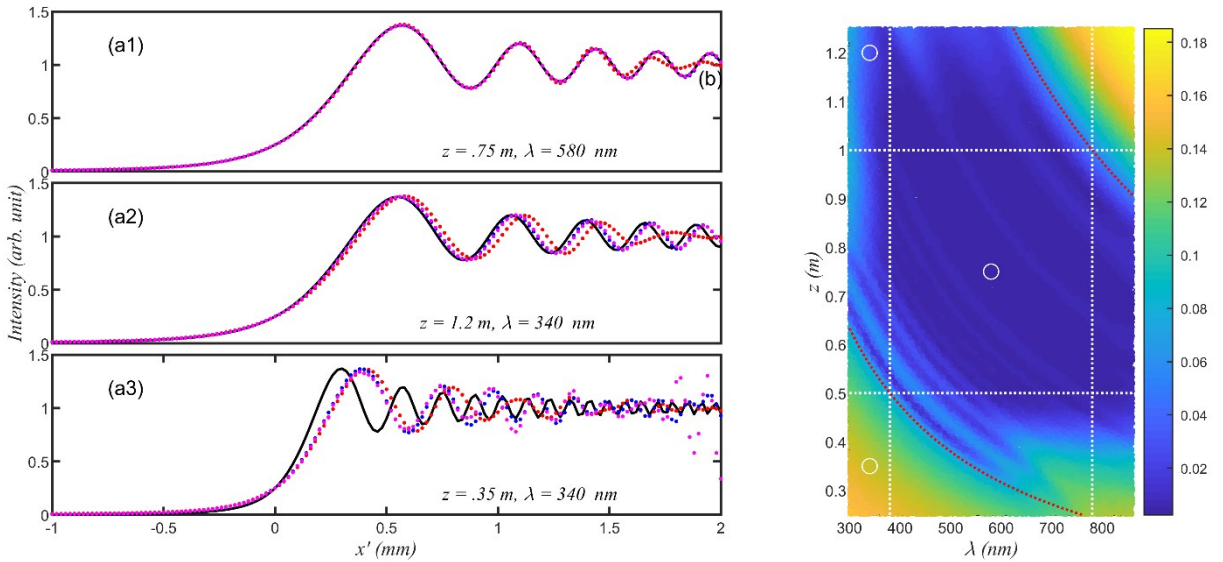 1.5
(a1)
1
(b)
0.5
z = .75 m, λ = 580 nm
0
1.5
(a2)
1
0.5
z = 1.2 m, λ = 340 nm
0
1.5
(a3)
1
0.5
z = .35 m, λ = 340 nm
0
-1 -0.5 0 0.5 1 1.5 2
x' (mm)
Intensity (arb. unit)
1.2
1.1
1
0.9
0.8
0.7
0.6
0.5
0.4
0.3
z (m)
300 400 500 600 700 800
λ (nm)
0.18
0.16
0.14
0.12
0.1
0.08
0.06
0.04
0.02